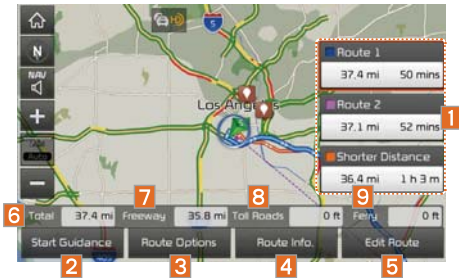 5
Route 1
37.4 mi 50 mins
N
NAV
Route 2
37.1 mi 52 mins
1
Los Angeles
Shorter Distance
Auto
36.4 mi 1 h 3 m
7 8 9
6 Total 37.4 mi Freeway 35.8 mi Toll Roads 0 ft Ferry 0 ft
Start Guidance Route Options Route Info. Edit Route
2 3 4 5